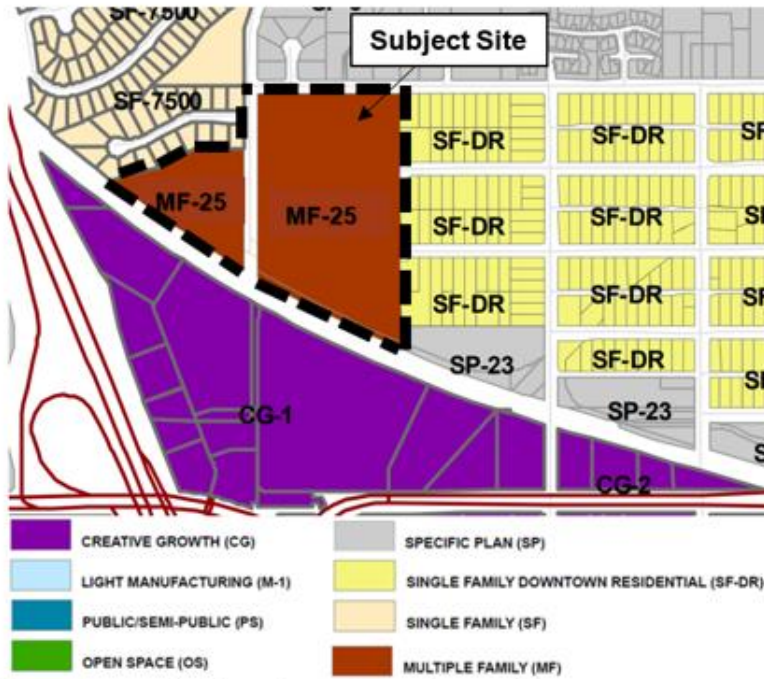 SF-7500
Subject Site
SF-7500
SF-DR
SF-DR
MF-25
MF-25
SF-DR
SF-DR
SF-DR
SF-DR
SP-23
SF-DR
CG-1
SP-23
CG-2
CREATIVE GROWTH (CG)
SPECIFIC PLAN (SP)
LIGHT MANUFACTURING (M-1)
SINGLE FAMILY DOWNTOWN RESIDENTIAL (SF-DR)
PUBLIC/SEMI-PUBLIC (PS)
SINGLE FAMILY (SF)
OPEN SPACE (OS)
MULTIPLE FAMILY (MF)